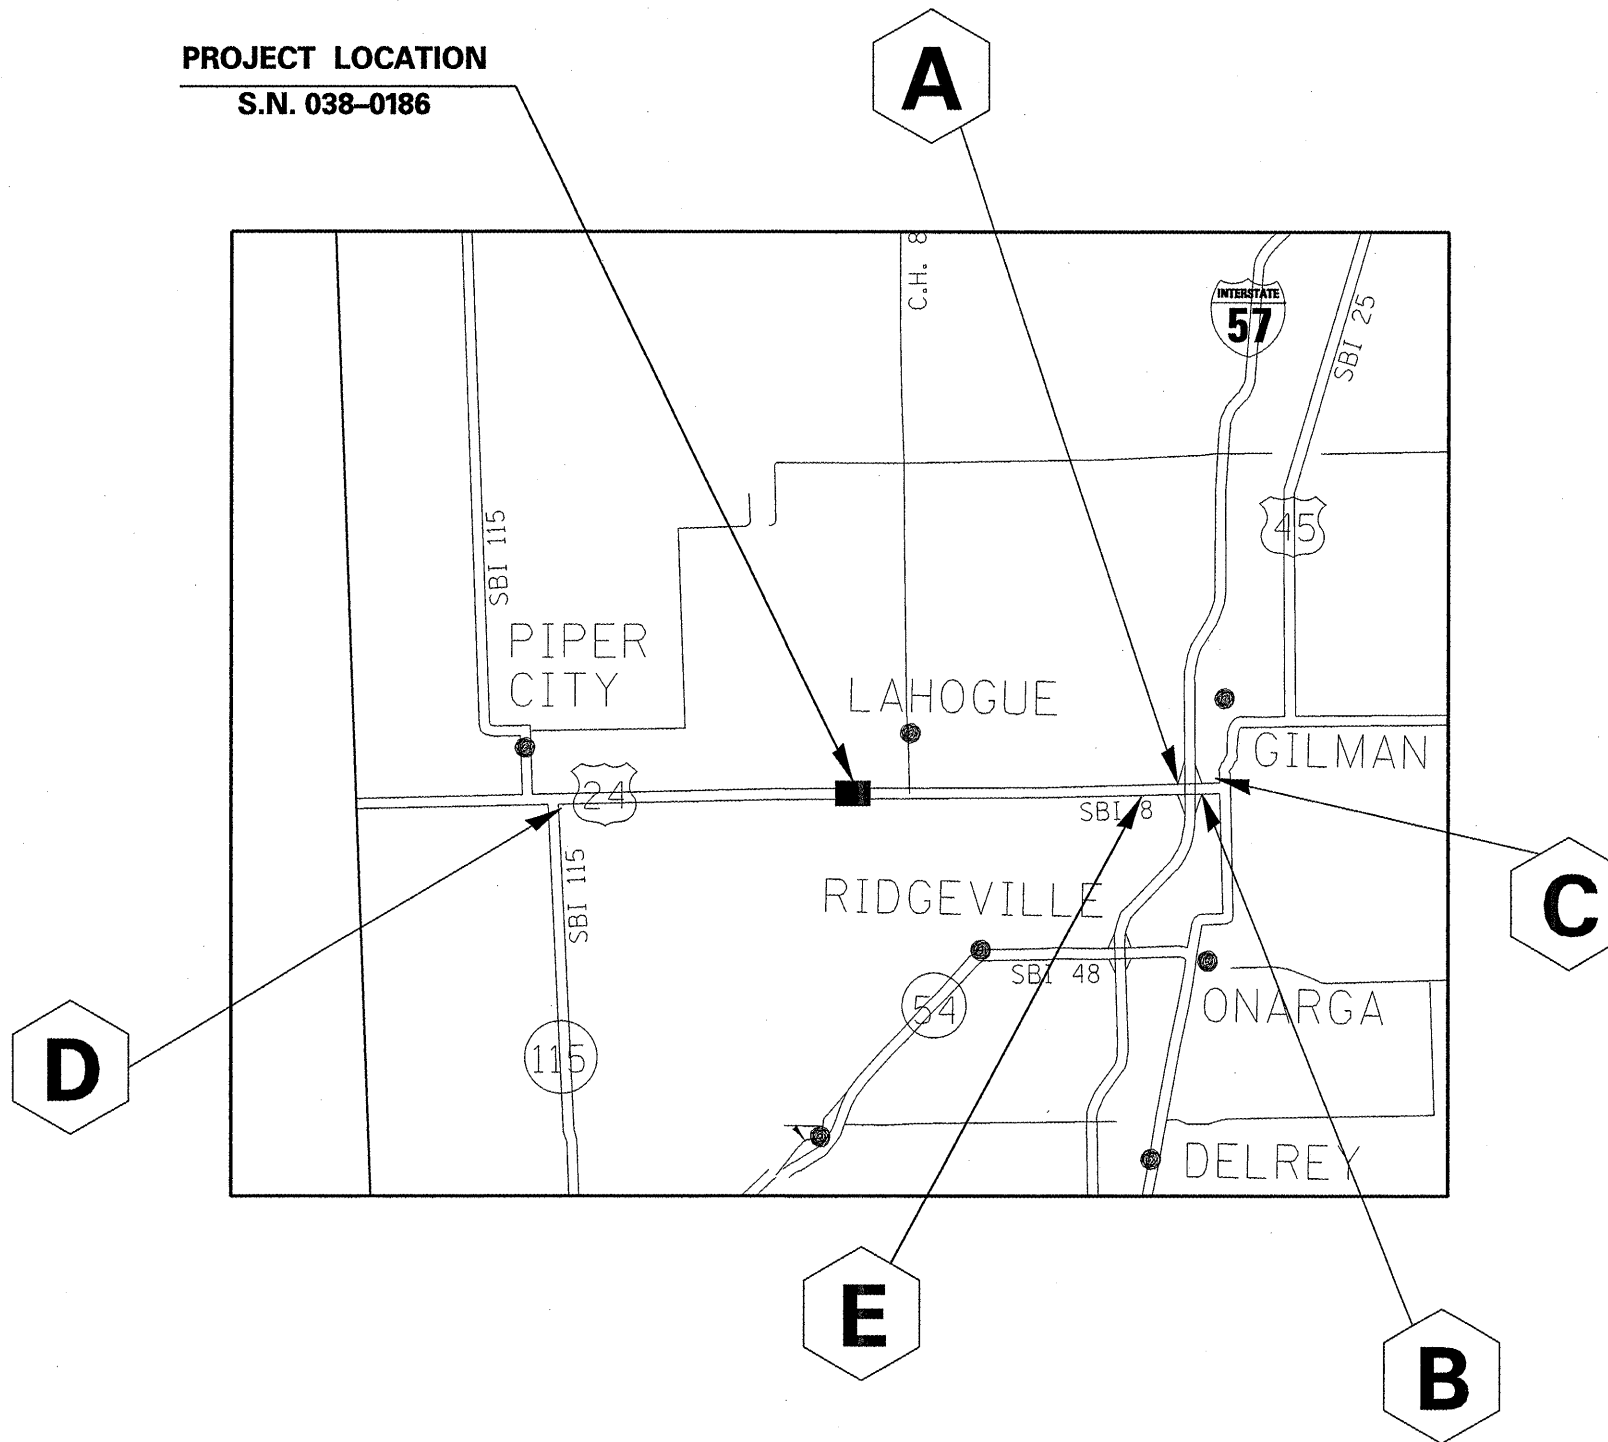 PROJECT LOCATION
S.N. 038–0186
A
C.H. 8
INTERSTATE
57
SBI 25
45
SBI 115
PIPER
CITY
LAHOGUE
GILMAN
24
SBI 8
C
SBI 115
RIDGEVILLE
SBI 48
54
ONARGA
D
115
DELREY
E
B